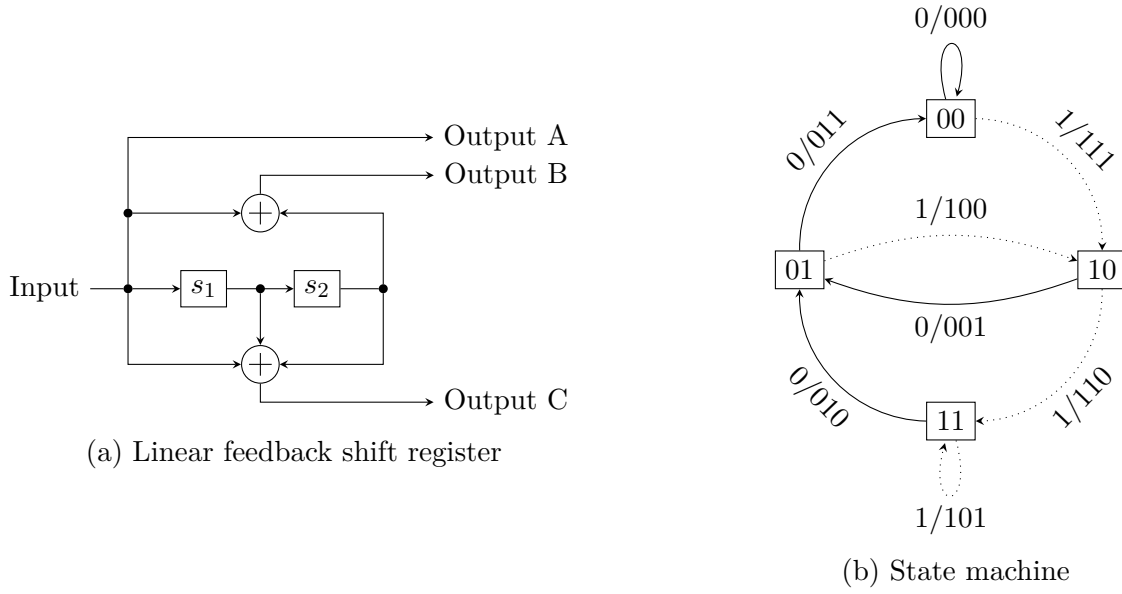 Output A
Output B
Input
s₁
s₂
Output C
(a) Linear feedback shift register
0/000
00
0/011
1/111
1/100
01
10
0/001
0/010
1/110
11
1/101
(b) State machine